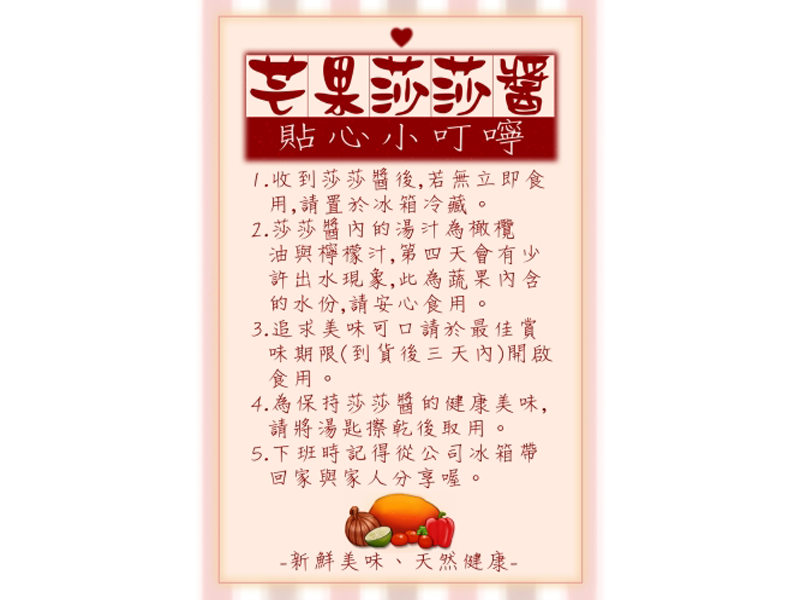 芒果莎莎醬
貼心小叮嚀
1.收到莎莎醬後,若無立即食
用,請置於冰箱冷藏。
2.莎莎醬內的湯汁為橄欖
油與檸檬汁,第四天會有少
許出水現象,此為蔬果內含
的水份,請安心食用。
3.追求美味可口請於最佳賞
味期限(到貨後三天內)開啟
食用。
4.為保持莎莎醬的健康美味,
請將湯匙擦乾後取用。
5.下班時記得從公司冰箱帶
回家與家人分享喔。
-新鮮美味、天然健康-